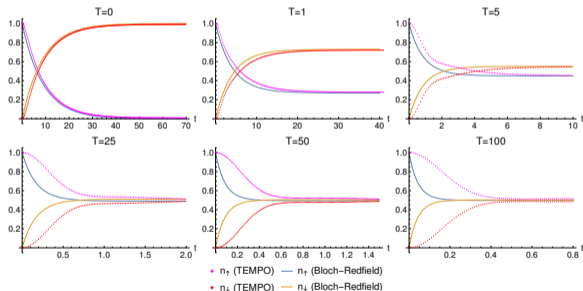 T=0 T=1 T=5
1.0 1.0 1.0
0.8 0.8 0.8
0.6 0.6 0.6
0.4 0.4 0.4
0.2 0.2 0.2
10 20 30 40 50 60 70 t 10 20 30 40 t 2 4 6 8 10 t
T=25 T=50 T=100
1.0 1.0 1.0
0.8 0.8 0.8
0.6 0.6 0.6
0.4 0.4 0.4
0.2 0.2 0.2
0.5 1.0 1.5 2.0 t 0.2 0.4 0.6 0.8 1.0 1.2 1.4 t 0.2 0.4 0.6 0.8 t
n↑ (TEMPO) n↑ (Bloch-Redfield)
n↓ (TEMPO) n↓ (Bloch-Redfield)